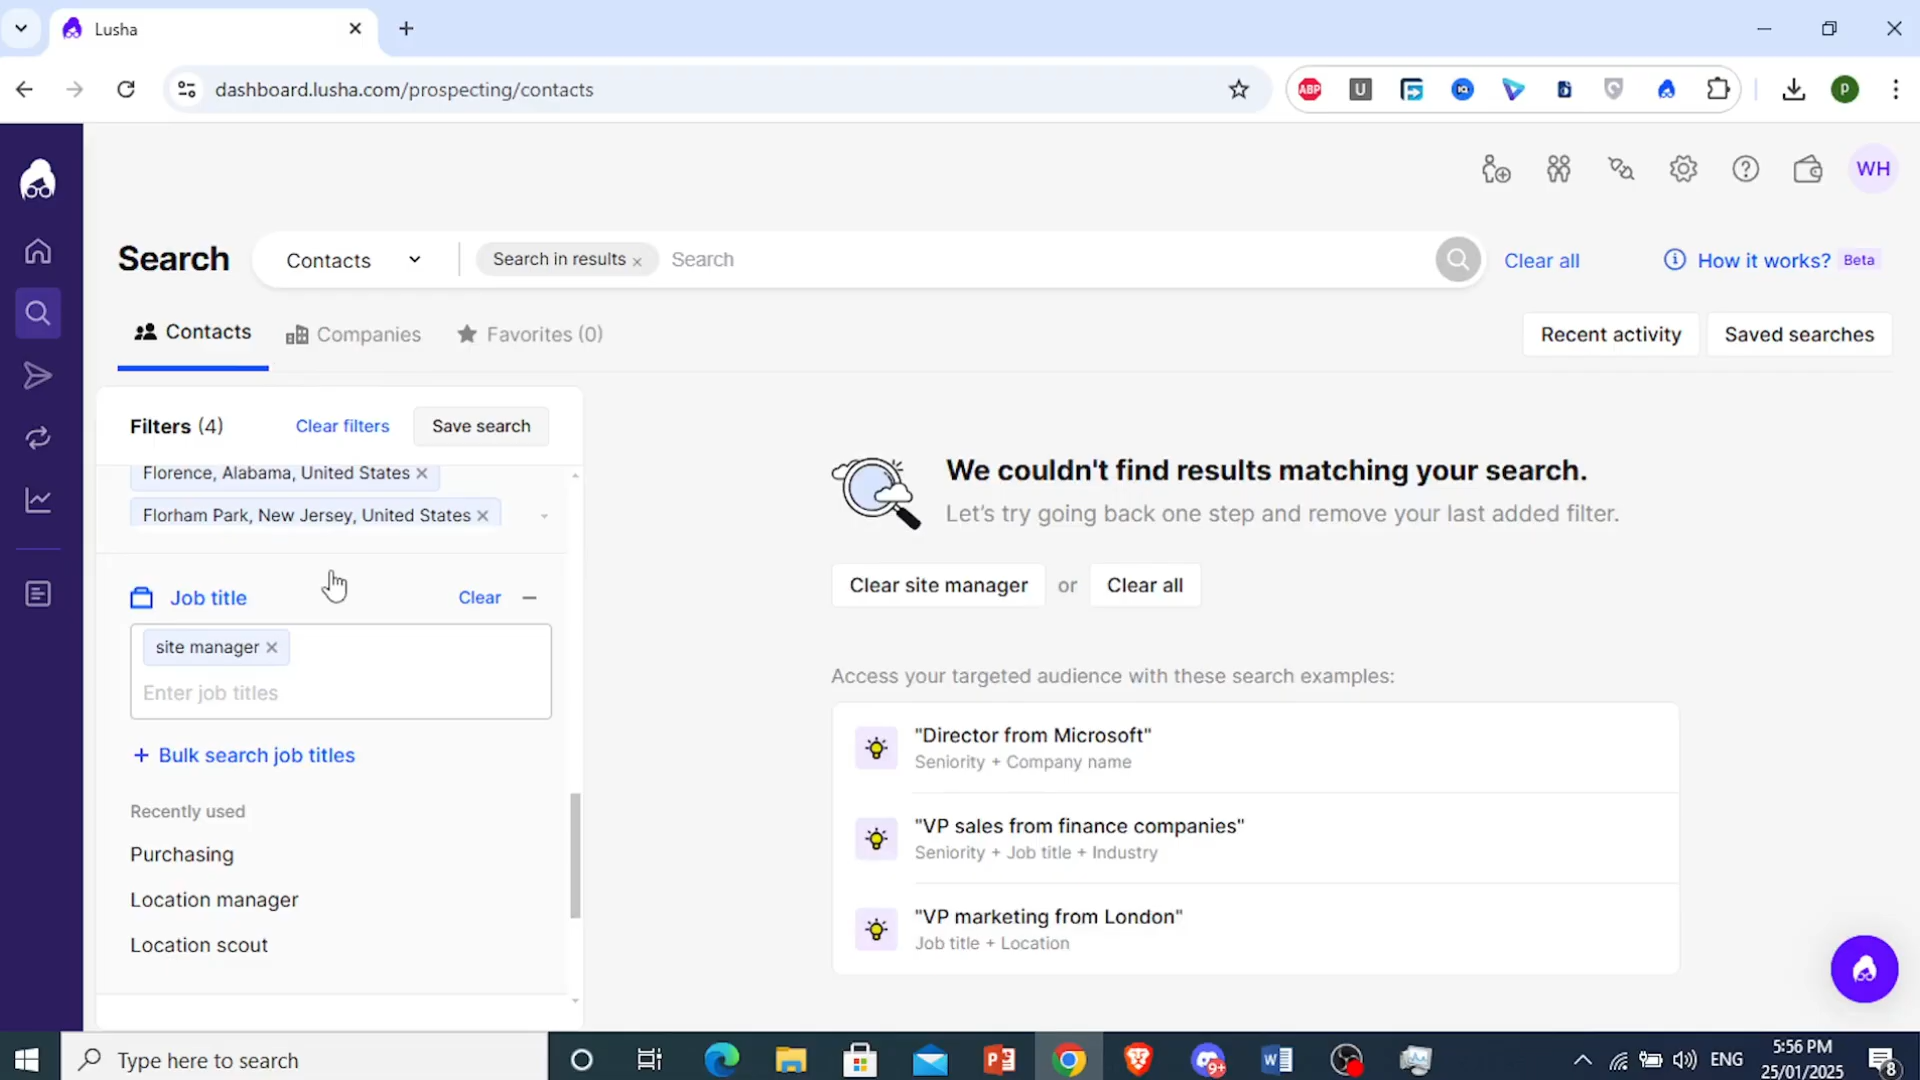 Lusha
dashboard.lusha.com/prospecting/contacts
ABP
U
P
WH
Search
Contacts
Search in results
Search
Clear all
How it works?
Beta
Contacts
Companies
Favorites (0)
Recent activity
Saved searches
Filters (4)
Clear filters
Save search
Florence, Alabama, United States
Florham Park, New Jersey, United States
Job title
Clear
site manager
Enter job titles
+ Bulk search job titles
Recently used
Purchasing
Location manager
Location scout
We couldn't find results matching your search.
Let's try going back one step and remove your last added filter.
Clear site manager
or
Clear all
Access your targeted audience with these search examples:
"Director from Microsoft"
Seniority + Company name
"VP sales from finance companies"
Seniority + Job title + Industry
"VP marketing from London"
Job title + Location
Type here to search
9+
ENG
5:56 PM
25/01/2025
8